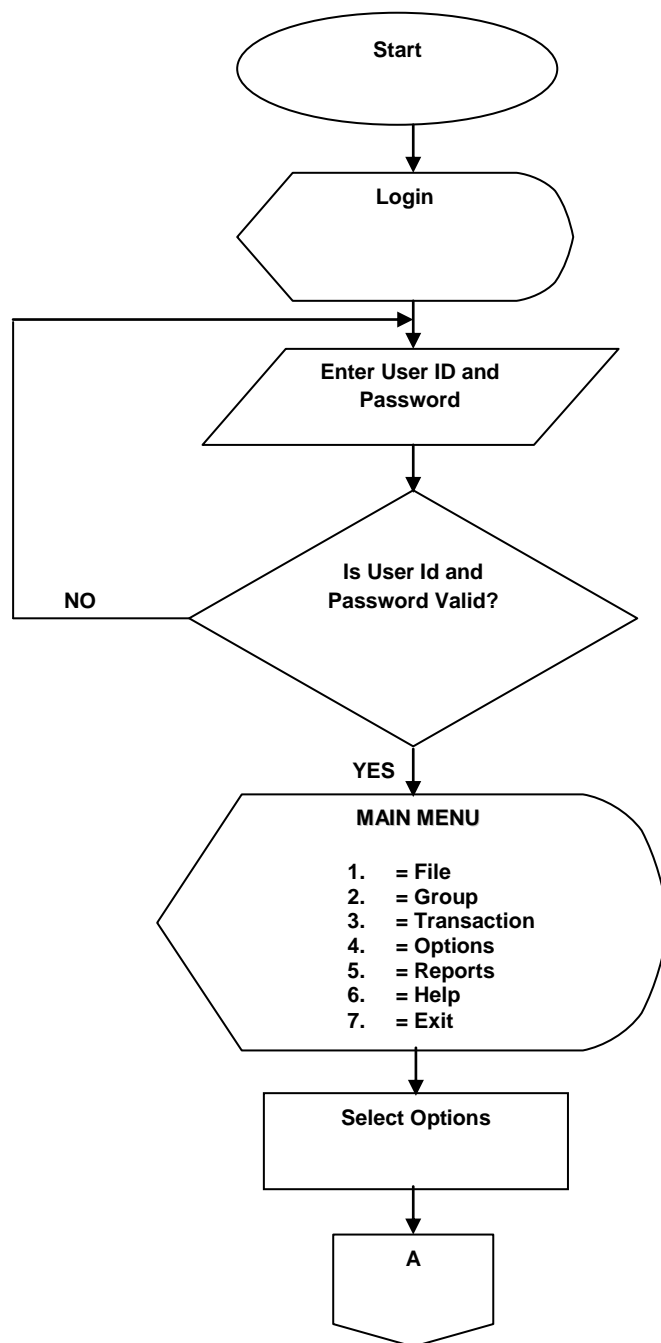 Start
Login
Enter User ID and
Password
Is User Id and
Password Valid?
NO
YES
MAIN MENU
1. = File
2. = Group
3. = Transaction
4. = Options
5. = Reports
6. = Help
7. = Exit
Select Options
A